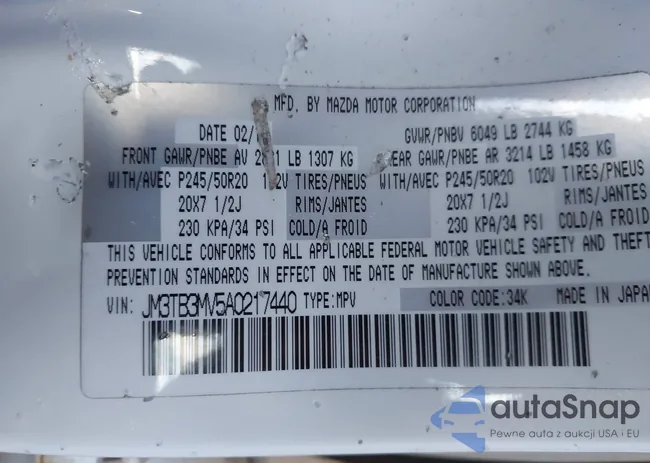 MFD. BY MAZDA MOTOR CORPORATION
DATE 02/ GVWR/PNBV 6049 LB 2744 KG
FRONT GAWR/PNBE AV LB 1307 KG REAR GAWR/PNBE AR 3214 LB 1458 KG
WITH/AVEC P245/50R20 102V TIRES/PNEUS WITH/AVEC P245/50R20 102V TIRES/PNEUS
20X7 1/2J RIMS/JANTES 20X7 1/2J RIMS/JANTES
230 KPA/34 PSI COLD/A FROID 230 KPA/34 PSI COLD/A FROID
THIS VEHICLE CONFORMS TO ALL APPLICABLE FEDERAL MOTOR VEHICLE SAFETY AND THEFT
PREVENTION STANDARDS IN EFFECT ON THE DATE OF MANUFACTURE SHOWN ABOVE.
VIN: JM3TB3MV5A0217440 TYPE:MPV COLOR CODE:34K MADE IN JAPAN
autaSnap
Pewne auta z aukcji USA i EU